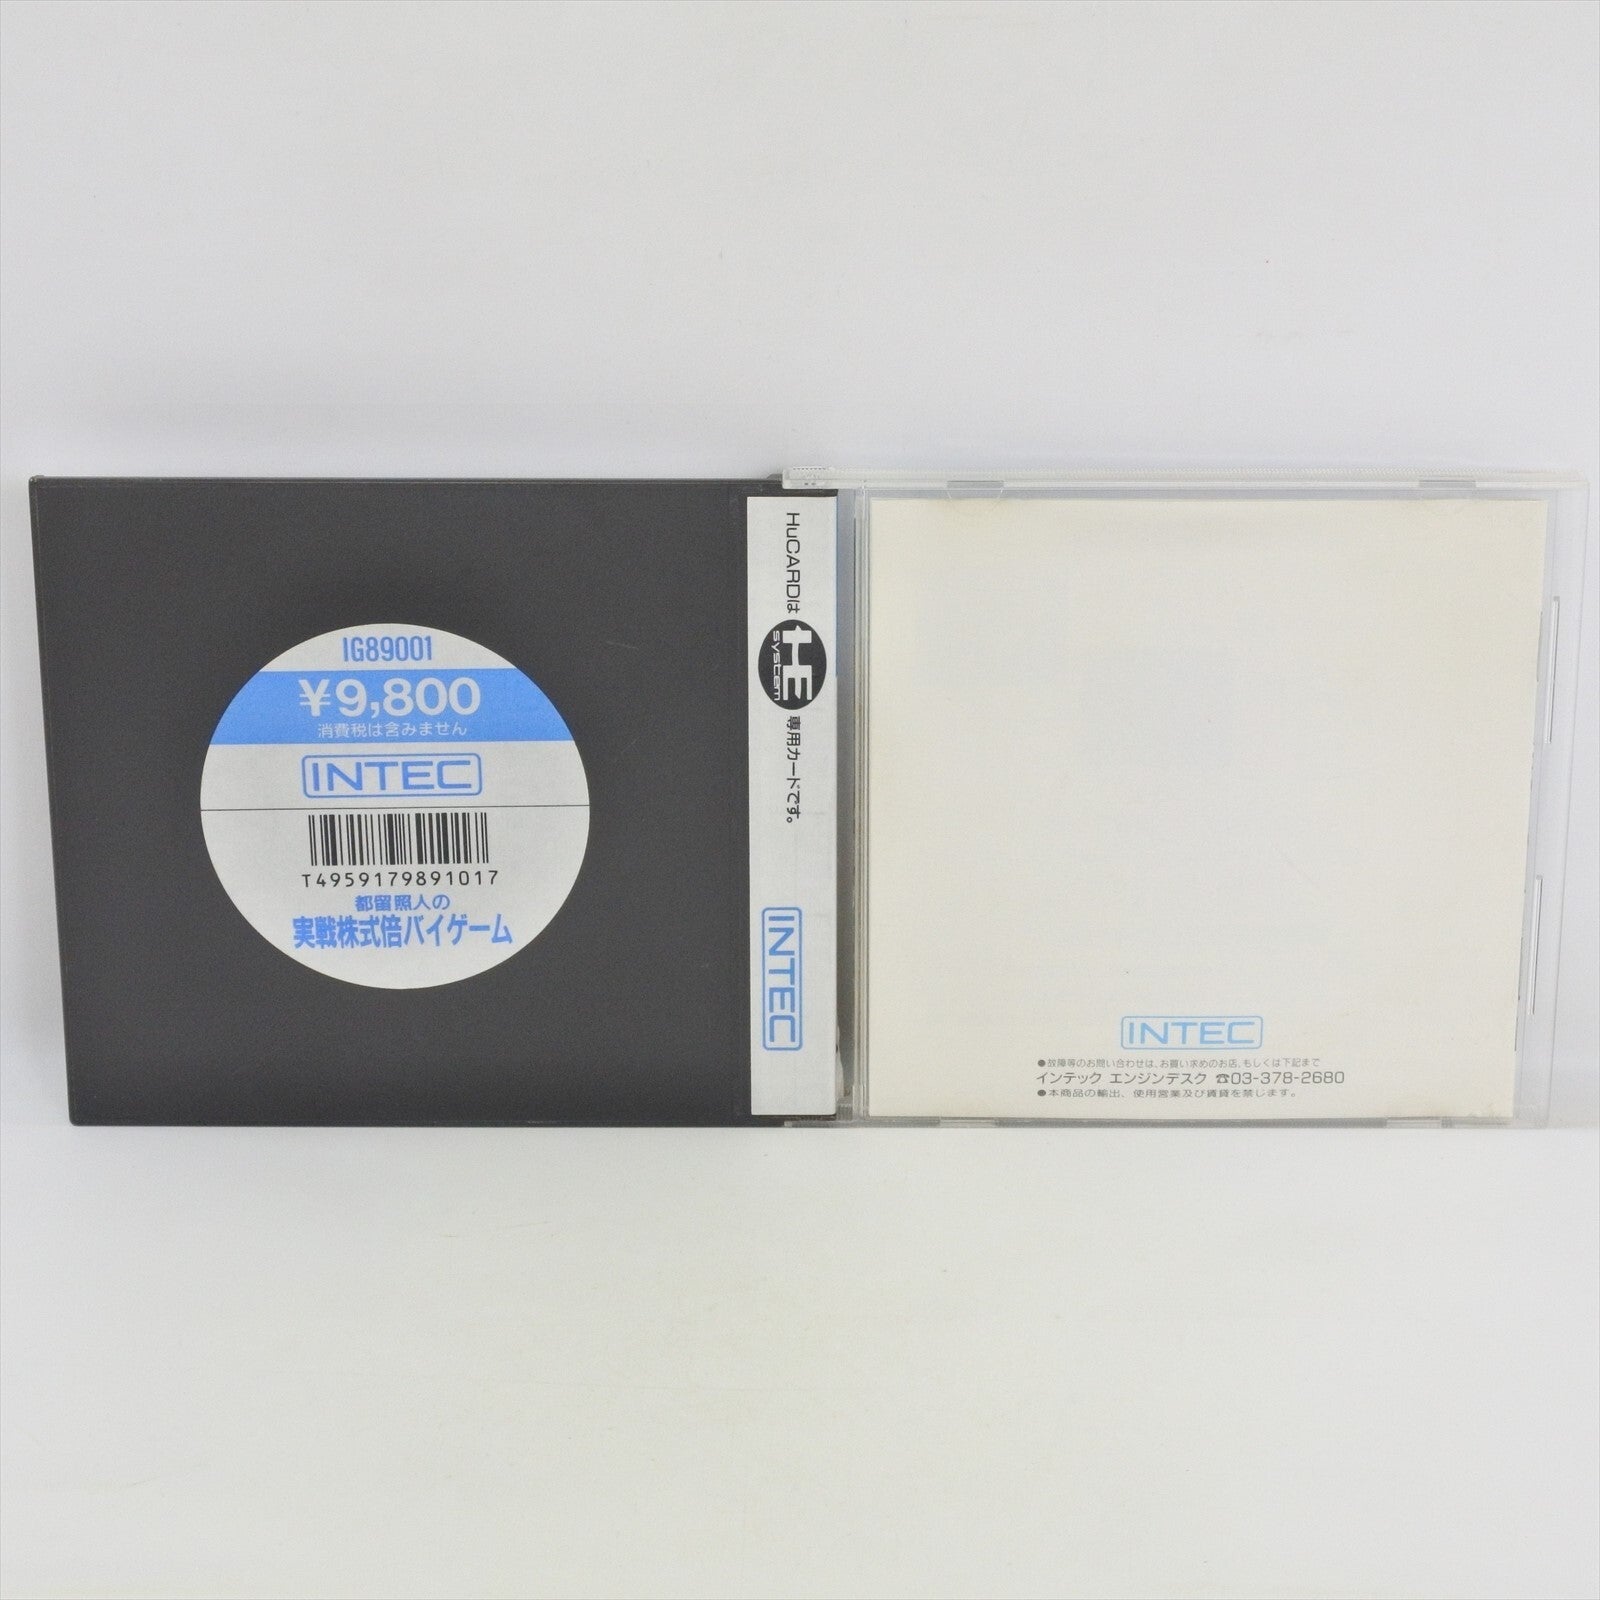 IG89001
¥9,800
消費税は含みません
INTEC
T4959179891017
都留照人の
実戦株式倍バイゲーム
HuCARDは
HE
system
専用カードです。
INTEC
INTEC
●故障等のお問い合わせは、お買い求めのお店、もしくは下記まで
インテック エンジンデスク ☎03-378-2680
●本商品の輸出、使用営業及び賃貸を禁じます。